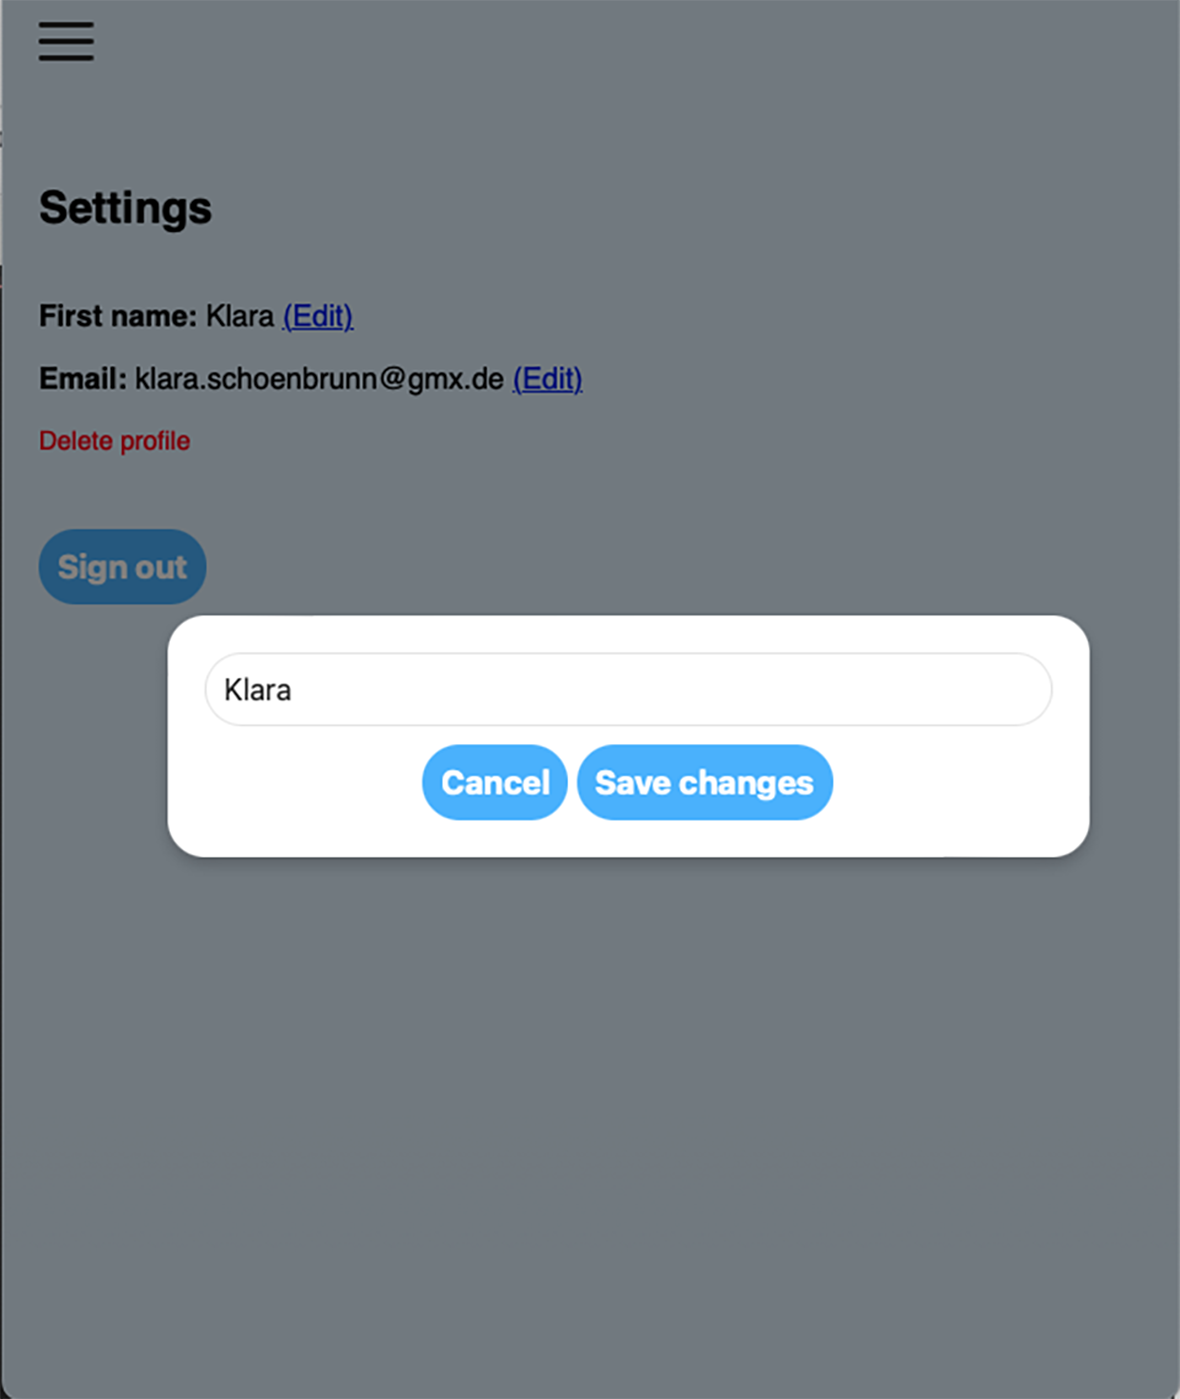 Settings
First name: Klara (Edit)
Email: klara.schoenbrunn@gmx.de (Edit)
Delete profile
Sign out
Klara
Cancel Save changes